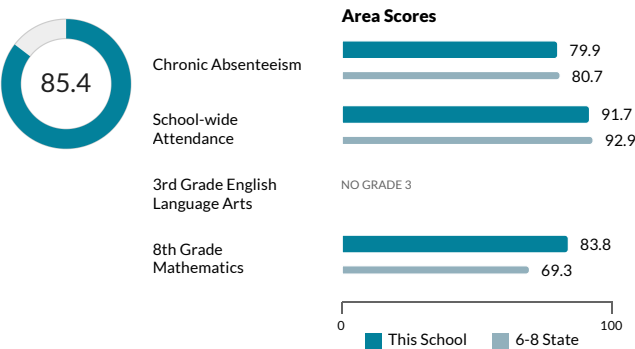 Area Scores
85.4
Chronic Absenteeism
79.9
80.7
School-wide
Attendance
91.7
92.9
3rd Grade English
Language Arts
NO GRADE 3
8th Grade
Mathematics
83.8
69.3
0
100
This School
6-8 State